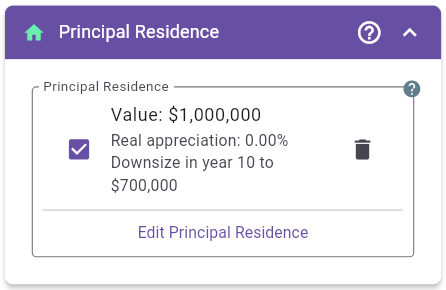 Principal Residence
Principal Residence
Value: $1,000,000
Real appreciation: 0.00%
Downsize in year 10 to
$700,000
Edit Principal Residence